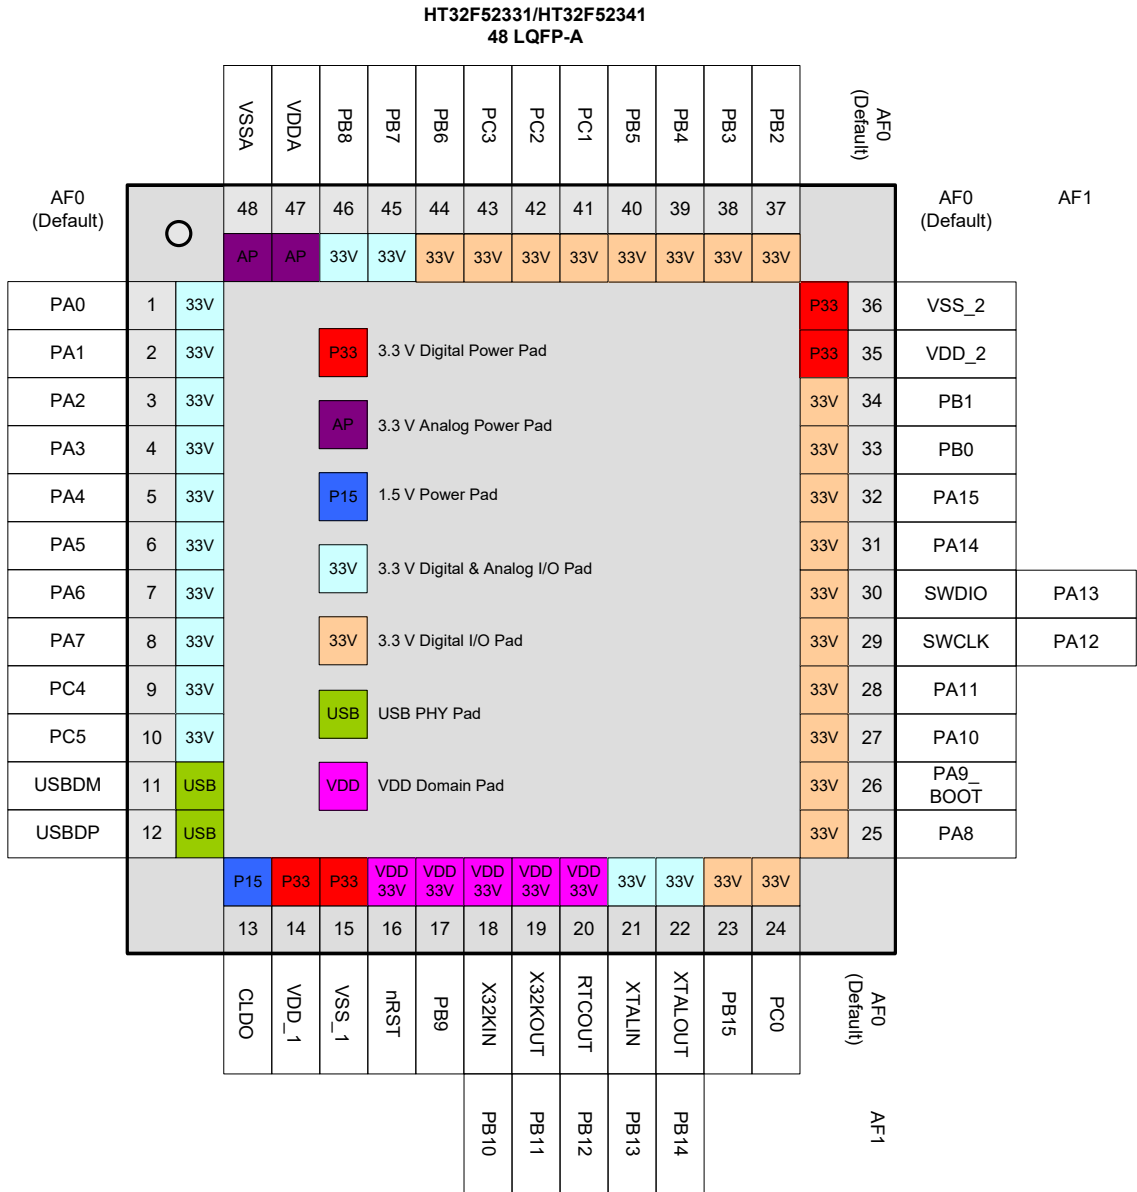 HT32F52331/HT32F52341
48 LQFP-A
VSSA
VDDA
PB8
PB7
PB6
PC3
PC2
PC1
PB5
PB4
PB3
PB2
AF0
(Default)
AF0
(Default)
48 47 46 45 44 43 42 41 40 39 38 37
AF0
(Default)
AF1
AP AP 33V 33V 33V 33V 33V 33V 33V 33V 33V 33V
PA0 1 33V
P33 36 VSS_2
PA1 2 33V
P33 3.3 V Digital Power Pad
P33 35 VDD_2
PA2 3 33V
33V 34 PB1
AP 3.3 V Analog Power Pad
PA3 4 33V
33V 33 PB0
PA4 5 33V
P15 1.5 V Power Pad
33V 32 PA15
PA5 6 33V
33V 31 PA14
33V 3.3 V Digital & Analog I/O Pad
PA6 7 33V
33V 30 SWDIO PA13
PA7 8 33V
33V 3.3 V Digital I/O Pad
33V 29 SWCLK PA12
PC4 9 33V
33V 28 PA11
USB USB PHY Pad
PC5 10 33V
33V 27 PA10
USBDM 11 USB
VDD VDD Domain Pad
33V 26 PA9_
BOOT
USBDP 12 USB
33V 25 PA8
P15 P33 P33 VDD
33V VDD
33V VDD
33V VDD
33V VDD
33V 33V 33V 33V 33V
13 14 15 16 17 18 19 20 21 22 23 24
CLDO
VDD_1
VSS_1
nRST
PB9
X32KIN
X32KOUT
RTCOUT
XTALIN
XTALOUT
PB15
PC0
AF0
(Default)
PB10
PB11
PB12
PB13
PB14
AF1